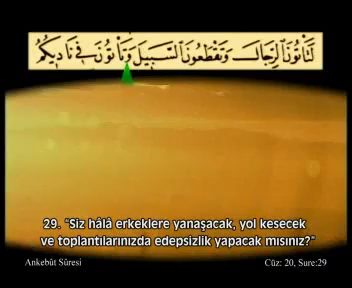 لَتَأْتُونَ الرِّجَالَ وَتَقْطَعُونَ السَّبِيلَ وَتَأْتُونَ فِي نَادِيكُمُ
29. "Siz hâlâ erkeklere yanaşacak, yol kesecek
ve toplantılarınızda edepsizlik yapacak mısınız?"
Ankebût Sûresi
Cüz: 20, Sure:29